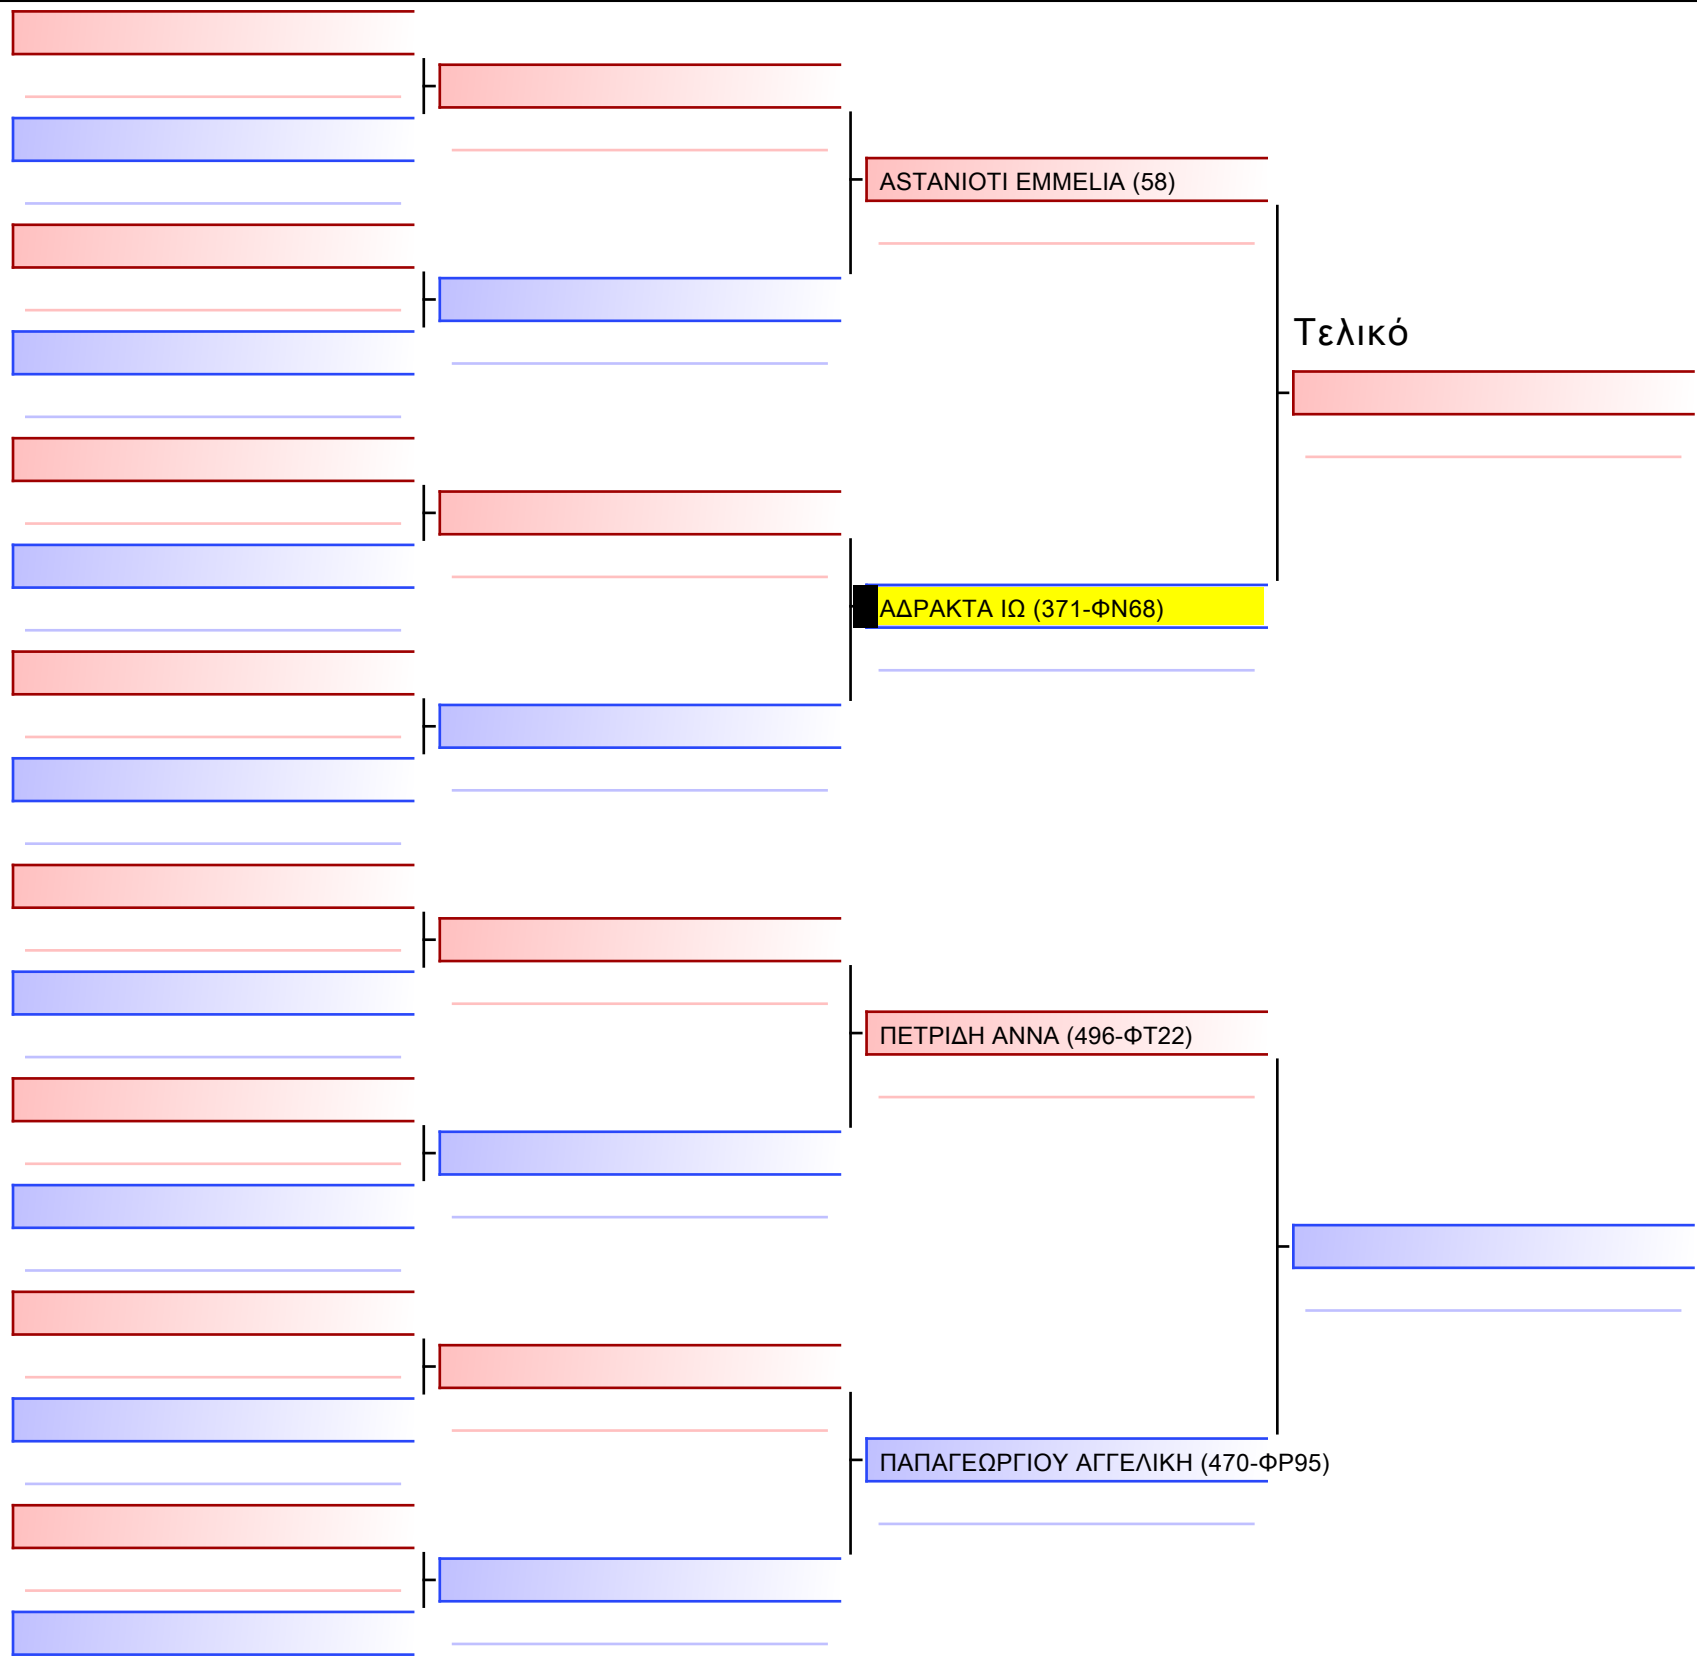 ASTANIOTI EMMELIA (58)
Τελικό
ΑΔΡΑΚΤΑ ΙΩ (371-ΦΝ68)
ΠΕΤΡΙΔΗ ΑΝΝΑ (496-ΦΤ22)
ΠΑΠΑΓΕΩΡΓΙΟΥ ΑΓΓΕΛΙΚΗ (470-ΦΡ95)